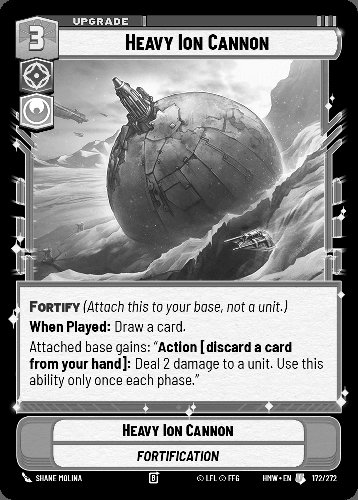 UPGRADE
3
HEAVY ION CANNON
FORTIFY (Attach this to your base, not a unit.)
When Played: Draw a card.
Attached base gains: “Action [discard a card
from your hand]: Deal 2 damage to a unit. Use this
ability only once each phase.”
HEAVY ION CANNON
FORTIFICATION
SHANE MOLINA
© LFL © FFG
HMW • EN
172/272